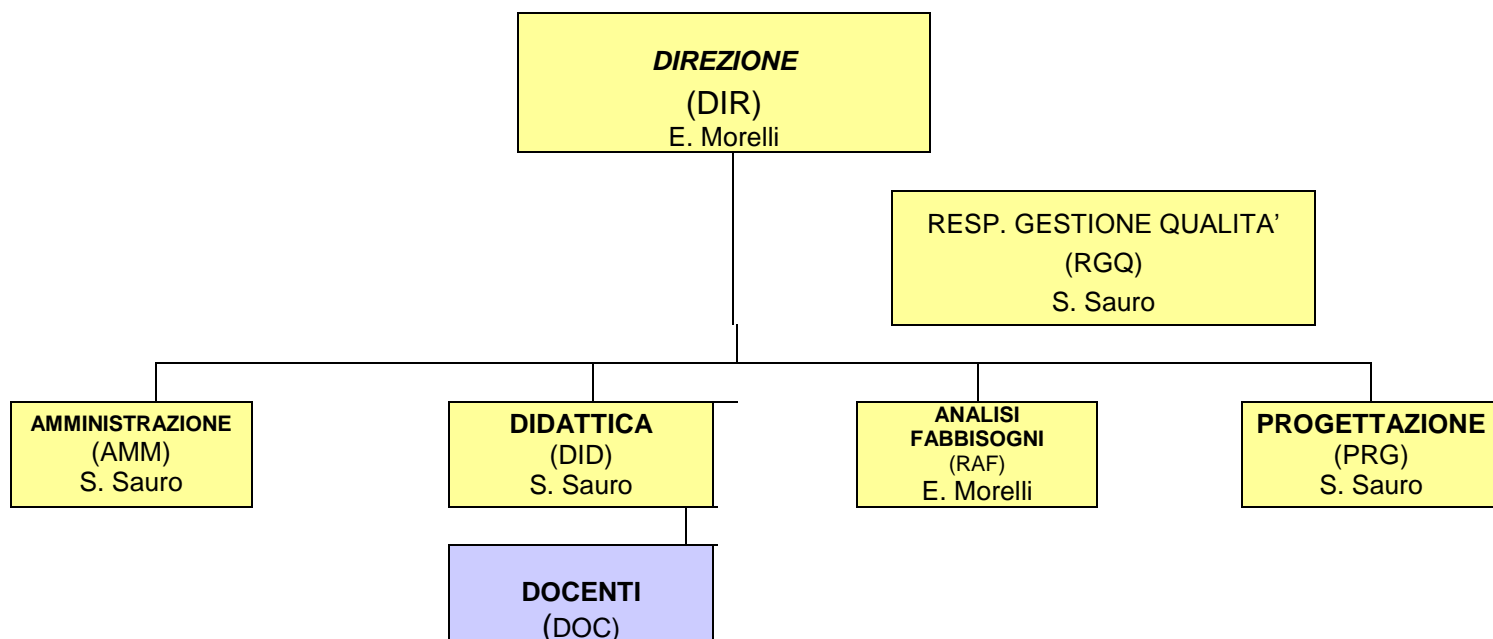 DIREZIONE
(DIR)
E. Morelli
RESP. GESTIONE QUALITA’
(RGQ)
S. Sauro
AMMINISTRAZIONE
(AMM)
S. Sauro
DIDATTICA
(DID)
S. Sauro
ANALISI
FABBISOGNI
(RAF)
E. Morelli
PROGETTAZIONE
(PRG)
S. Sauro
DOCENTI
(DOC)